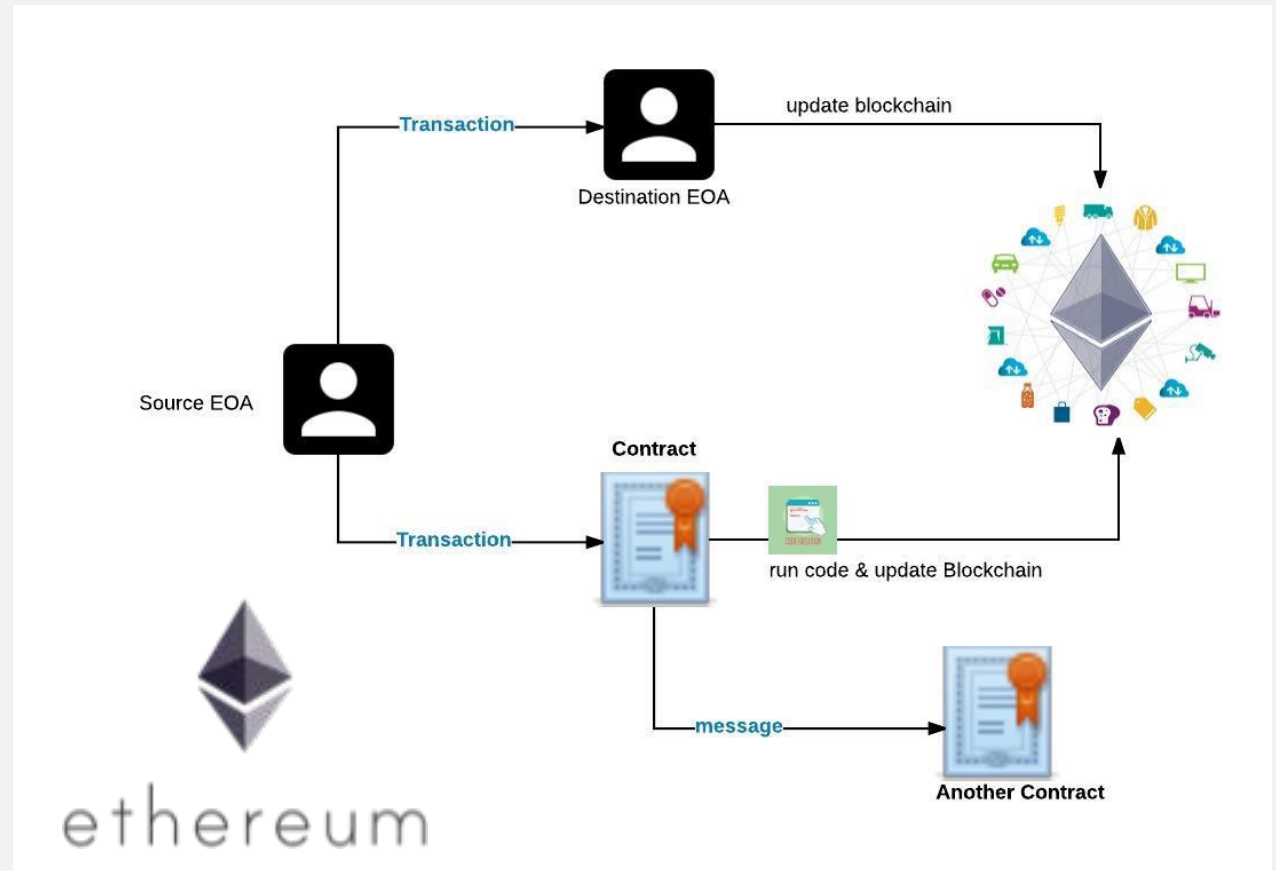 update blockchain
Transaction
Destination EOA
Source EOA
Contract
Transaction
run code & update Blockchain
message
Another Contract
ethereum